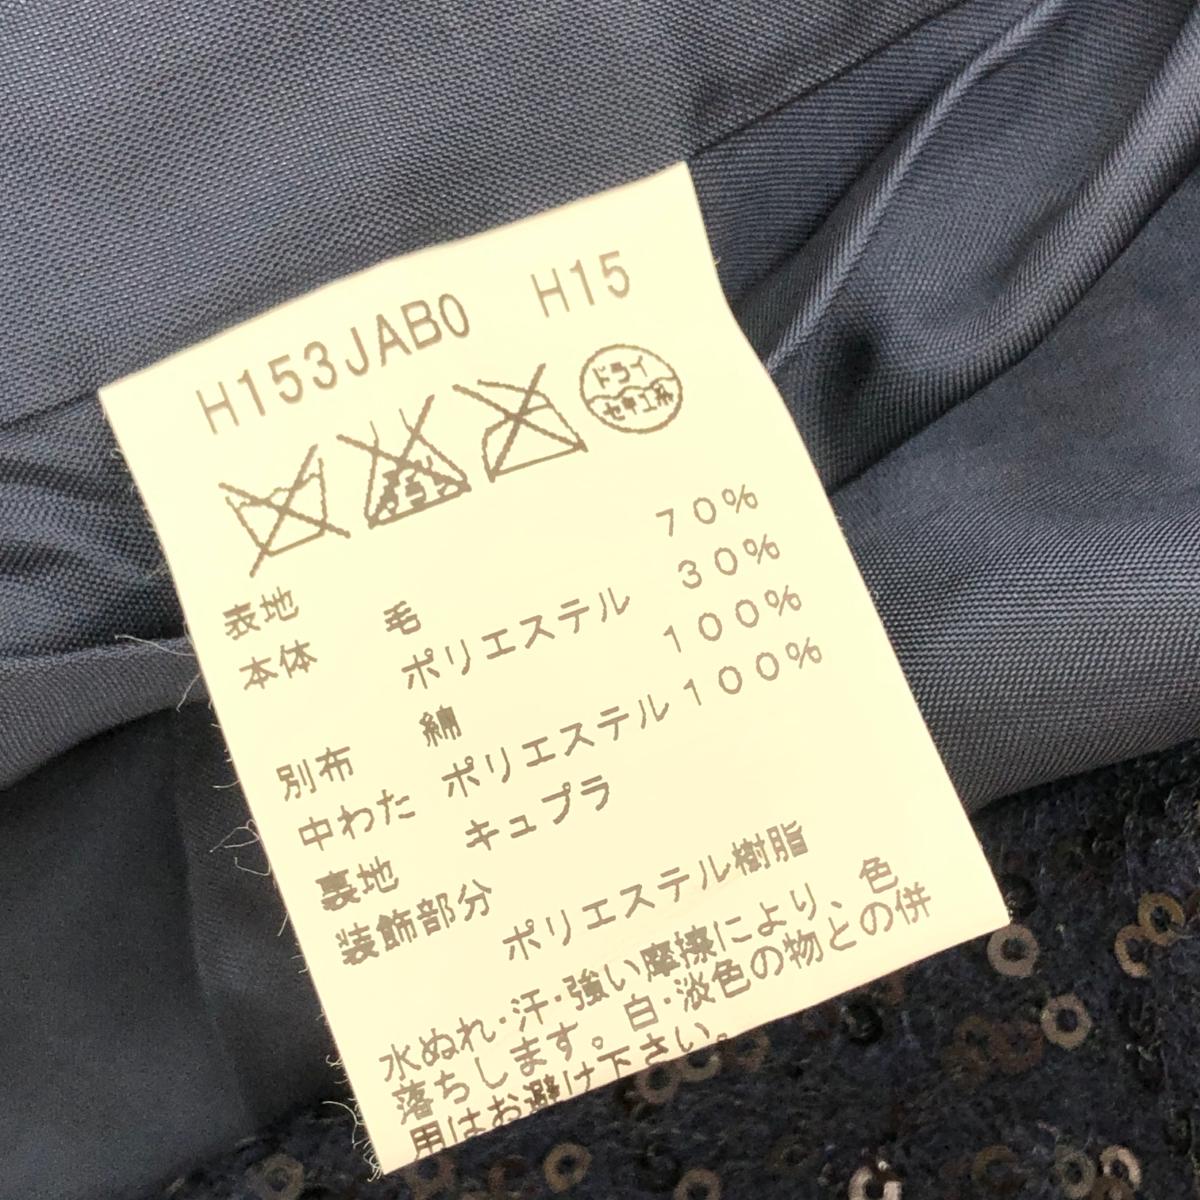 H153JAB0 H15
ドライ
セキユ系
表地
本体 毛 70%
ポリエステル 30%
別布 綿 100%
中わた ポリエステル 100%
裏地 キュプラ
装飾部分
ポリエステル樹脂
水ぬれ・汗・強い摩擦により、色
落ちします。白・淡色の物との併
用はお避け下さい。